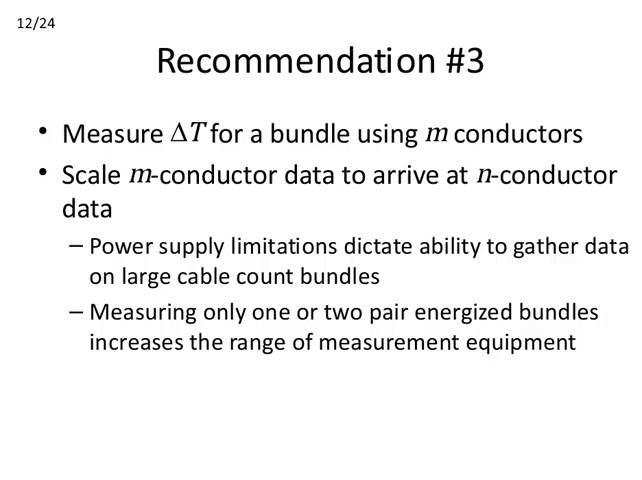 12/24
Recommendation #3
• Measure ΔT for a bundle using m conductors
• Scale m-conductor data to arrive at n-conductor
data
– Power supply limitations dictate ability to gather data
on large cable count bundles
– Measuring only one or two pair energized bundles
increases the range of measurement equipment